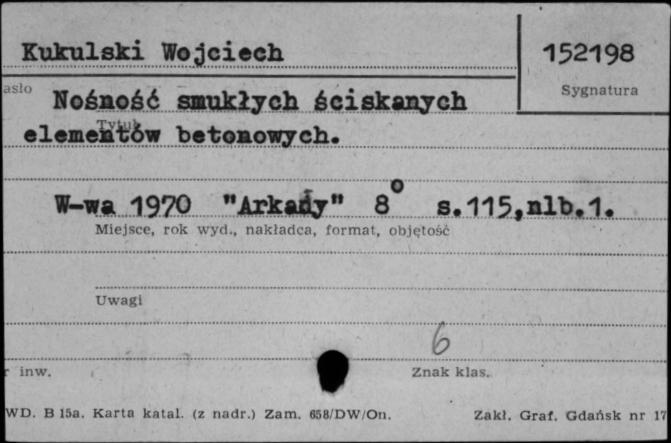 Kukulski Wojciech
152198
asło
Sygnatura
Nośność smukłych ściskanych
Tytuł
elementów betonowych.
W-wa 1970 "Arkady" 8° s.115,nlb.1.
Miejsce, rok wyd., nakładca, format, objętość
Uwagi
6
r inw.
Znak klas.
WD. B 15a. Karta katal. (z nadr.) Zam. 658/DW/On.
Zakł. Graf. Gdańsk nr 17